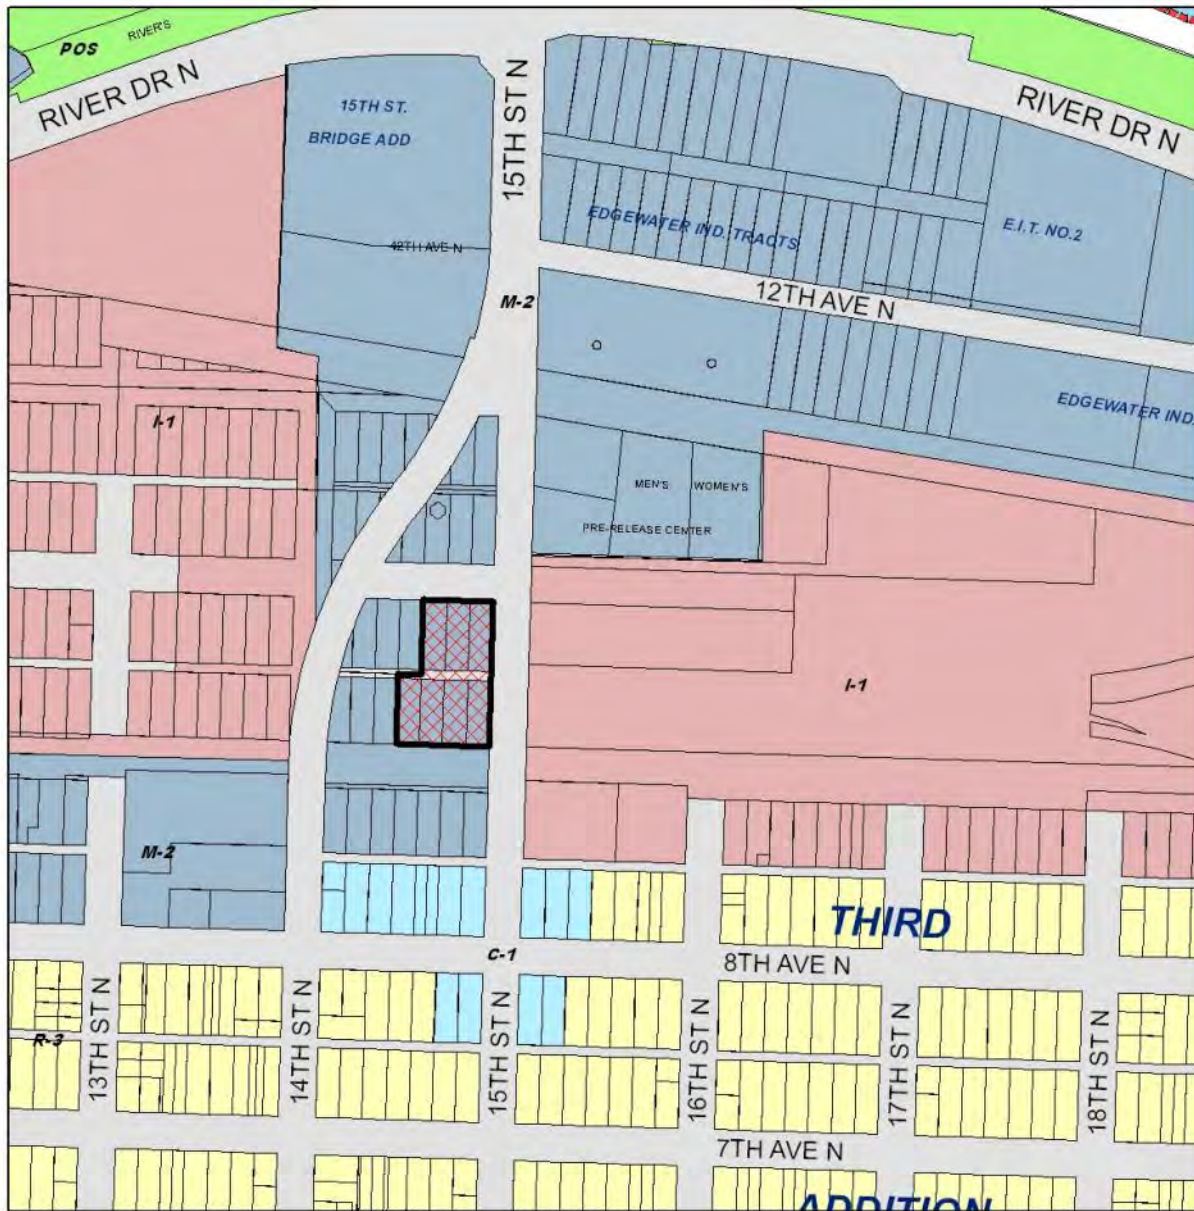 POS
RIVER'S
RIVER DR N
15TH ST.
BRIDGE ADD
15TH ST N
RIVER DR N
EDGEWATER IND. TRACTS
E.I.T. NO.2
42TH AVE N
M-2
12TH AVE N
EDGEWATER IND.
I-1
MEN'S
WOMEN'S
PRE-RELEASE CENTER
I-1
M-2
THIRD
C-1
8TH AVE N
R-3
13TH ST N
14TH ST N
15TH ST N
16TH ST N
17TH ST N
18TH ST N
7TH AVE N
ADDITION